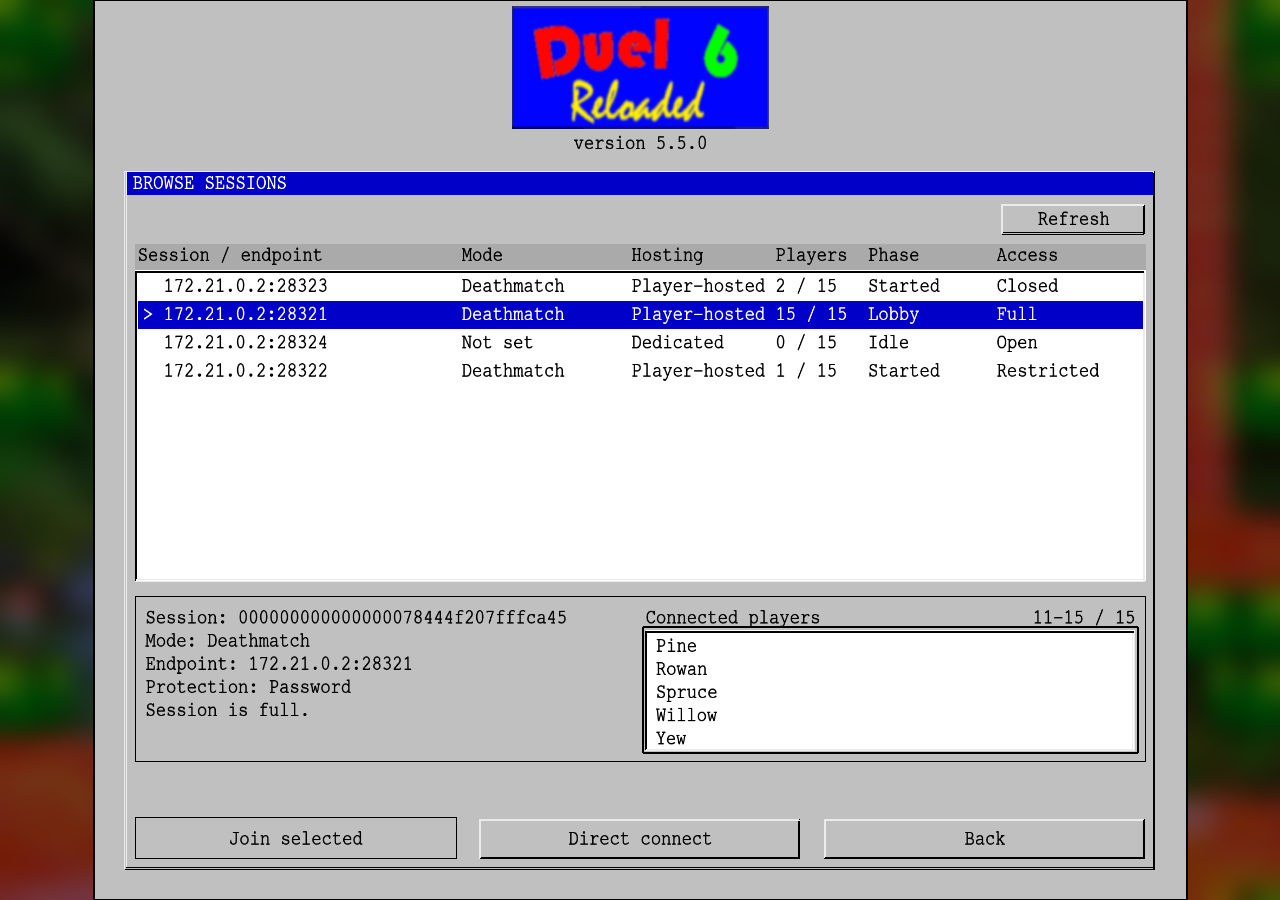 Duel 6
Reloaded
version 5.5.0
BROWSE SESSIONS
Refresh
Session / endpoint Mode Hosting Players Phase Access
172.21.0.2:28323 Deathmatch Player-hosted 2 / 15 Started Closed
> 172.21.0.2:28321 Deathmatch Player-hosted 15 / 15 Lobby Full
172.21.0.2:28324 Not set Dedicated 0 / 15 Idle Open
172.21.0.2:28322 Deathmatch Player-hosted 1 / 15 Started Restricted
Session: 000000000000000078444f207fffca45
Mode: Deathmatch
Endpoint: 172.21.0.2:28321
Protection: Password
Session is full.
Connected players 11-15 / 15
Pine
Rowan
Spruce
Willow
Yew
Join selected Direct connect Back